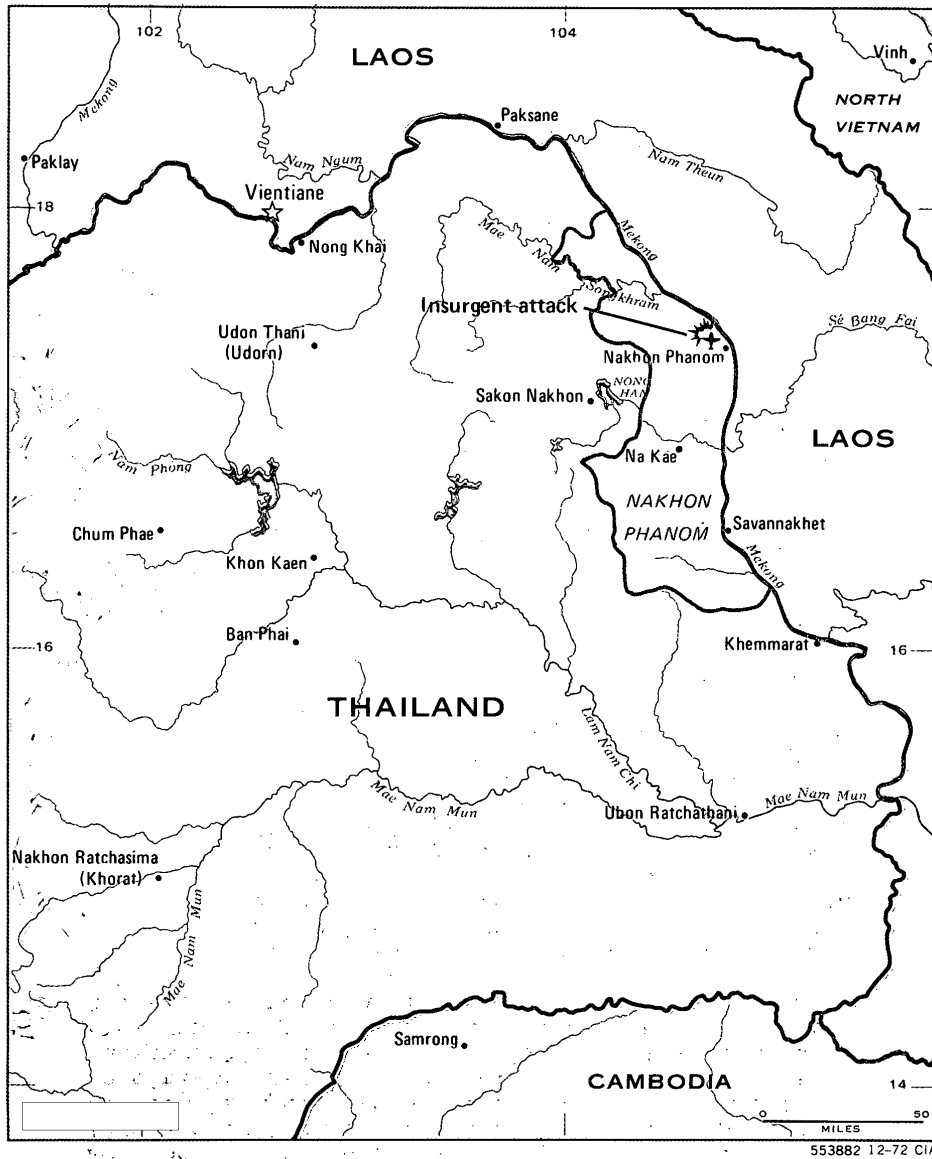 102
104
LAOS
Vinh
NORTH
VIETNAM
Mekong
Paksane
Paklay
Nam Ngum
Nam Theun
Vientiane
18
Nong Khai
Mae Nam Songkhram
Mekong
Insurgent attack
Udon Thani
(Udorn)
Nakhon Phanom
Sé Bang Fai
NONG
HAN
Sakon Nakhon
LAOS
Nam Phong
Na Kae
NAKHON
PHANOM
Chum Phae
Savannakhet
Khon Kaen
Mekong
Ban Phai
16
Khemmarat
16
THAILAND
Lam Nam Chi
Mae Nam Mun
Ubon Ratchathani
Mae Nam Mun
Nakhon Ratchasima
(Khorat)
Mae Nam Mun
Samrong
CAMBODIA
14
0
50
MILES
553882 12-72 CIA